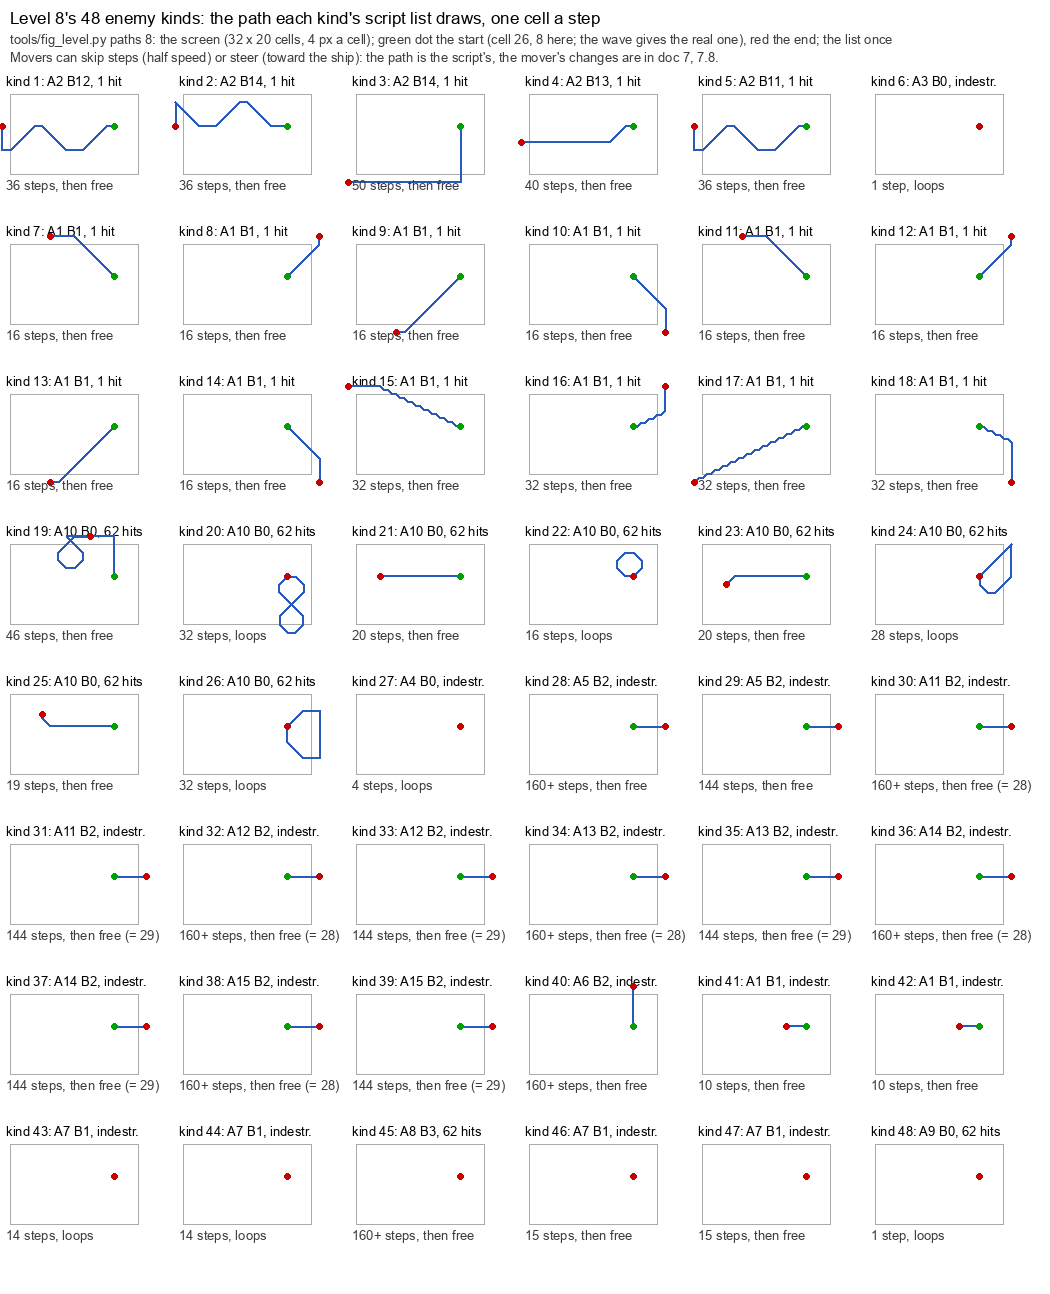 Level 8's 48 enemy kinds: the path each kind's script list draws, one cell a step
tools/fig_level.py paths 8: the screen (32 x 20 cells, 4 px a cell); green dot the start (cell 26, 8 here; the wave gives the real one), red the end; the list once
Movers can skip steps (half speed) or steer (toward the ship): the path is the script's, the mover's changes are in doc 7, 7.8.
kind 1: A2 B12, 1 hit
kind 2: A2 B14, 1 hit
kind 3: A2 B14, 1 hit
kind 4: A2 B13, 1 hit
kind 5: A2 B11, 1 hit
kind 6: A3 B0, indestr.
36 steps, then free
36 steps, then free
50 steps, then free
40 steps, then free
36 steps, then free
1 step, loops
kind 7: A1 B1, 1 hit
kind 8: A1 B1, 1 hit
kind 9: A1 B1, 1 hit
kind 10: A1 B1, 1 hit
kind 11: A1 B1, 1 hit
kind 12: A1 B1, 1 hit
16 steps, then free
16 steps, then free
16 steps, then free
16 steps, then free
16 steps, then free
16 steps, then free
kind 13: A1 B1, 1 hit
kind 14: A1 B1, 1 hit
kind 15: A1 B1, 1 hit
kind 16: A1 B1, 1 hit
kind 17: A1 B1, 1 hit
kind 18: A1 B1, 1 hit
16 steps, then free
16 steps, then free
32 steps, then free
32 steps, then free
32 steps, then free
32 steps, then free
kind 19: A10 B0, 62 hits
kind 20: A10 B0, 62 hits
kind 21: A10 B0, 62 hits
kind 22: A10 B0, 62 hits
kind 23: A10 B0, 62 hits
kind 24: A10 B0, 62 hits
46 steps, then free
32 steps, loops
20 steps, then free
16 steps, loops
20 steps, then free
28 steps, loops
kind 25: A10 B0, 62 hits
kind 26: A10 B0, 62 hits
kind 27: A4 B0, indestr.
kind 28: A5 B2, indestr.
kind 29: A5 B2, indestr.
kind 30: A11 B2, indestr.
19 steps, then free
32 steps, loops
4 steps, loops
160+ steps, then free
144 steps, then free
160+ steps, then free (= 28)
kind 31: A11 B2, indestr.
kind 32: A12 B2, indestr.
kind 33: A12 B2, indestr.
kind 34: A13 B2, indestr.
kind 35: A13 B2, indestr.
kind 36: A14 B2, indestr.
144 steps, then free (= 29)
160+ steps, then free (= 28)
144 steps, then free (= 29)
160+ steps, then free (= 28)
144 steps, then free (= 29)
160+ steps, then free (= 28)
kind 37: A14 B2, indestr.
kind 38: A15 B2, indestr.
kind 39: A15 B2, indestr.
kind 40: A6 B2, indestr.
kind 41: A1 B1, indestr.
kind 42: A1 B1, indestr.
144 steps, then free (= 29)
160+ steps, then free (= 28)
144 steps, then free (= 29)
160+ steps, then free
10 steps, then free
10 steps, then free
kind 43: A7 B1, indestr.
kind 44: A7 B1, indestr.
kind 45: A8 B3, 62 hits
kind 46: A7 B1, indestr.
kind 47: A7 B1, indestr.
kind 48: A9 B0, 62 hits
14 steps, loops
14 steps, loops
160+ steps, then free
15 steps, then free
15 steps, then free
1 step, loops